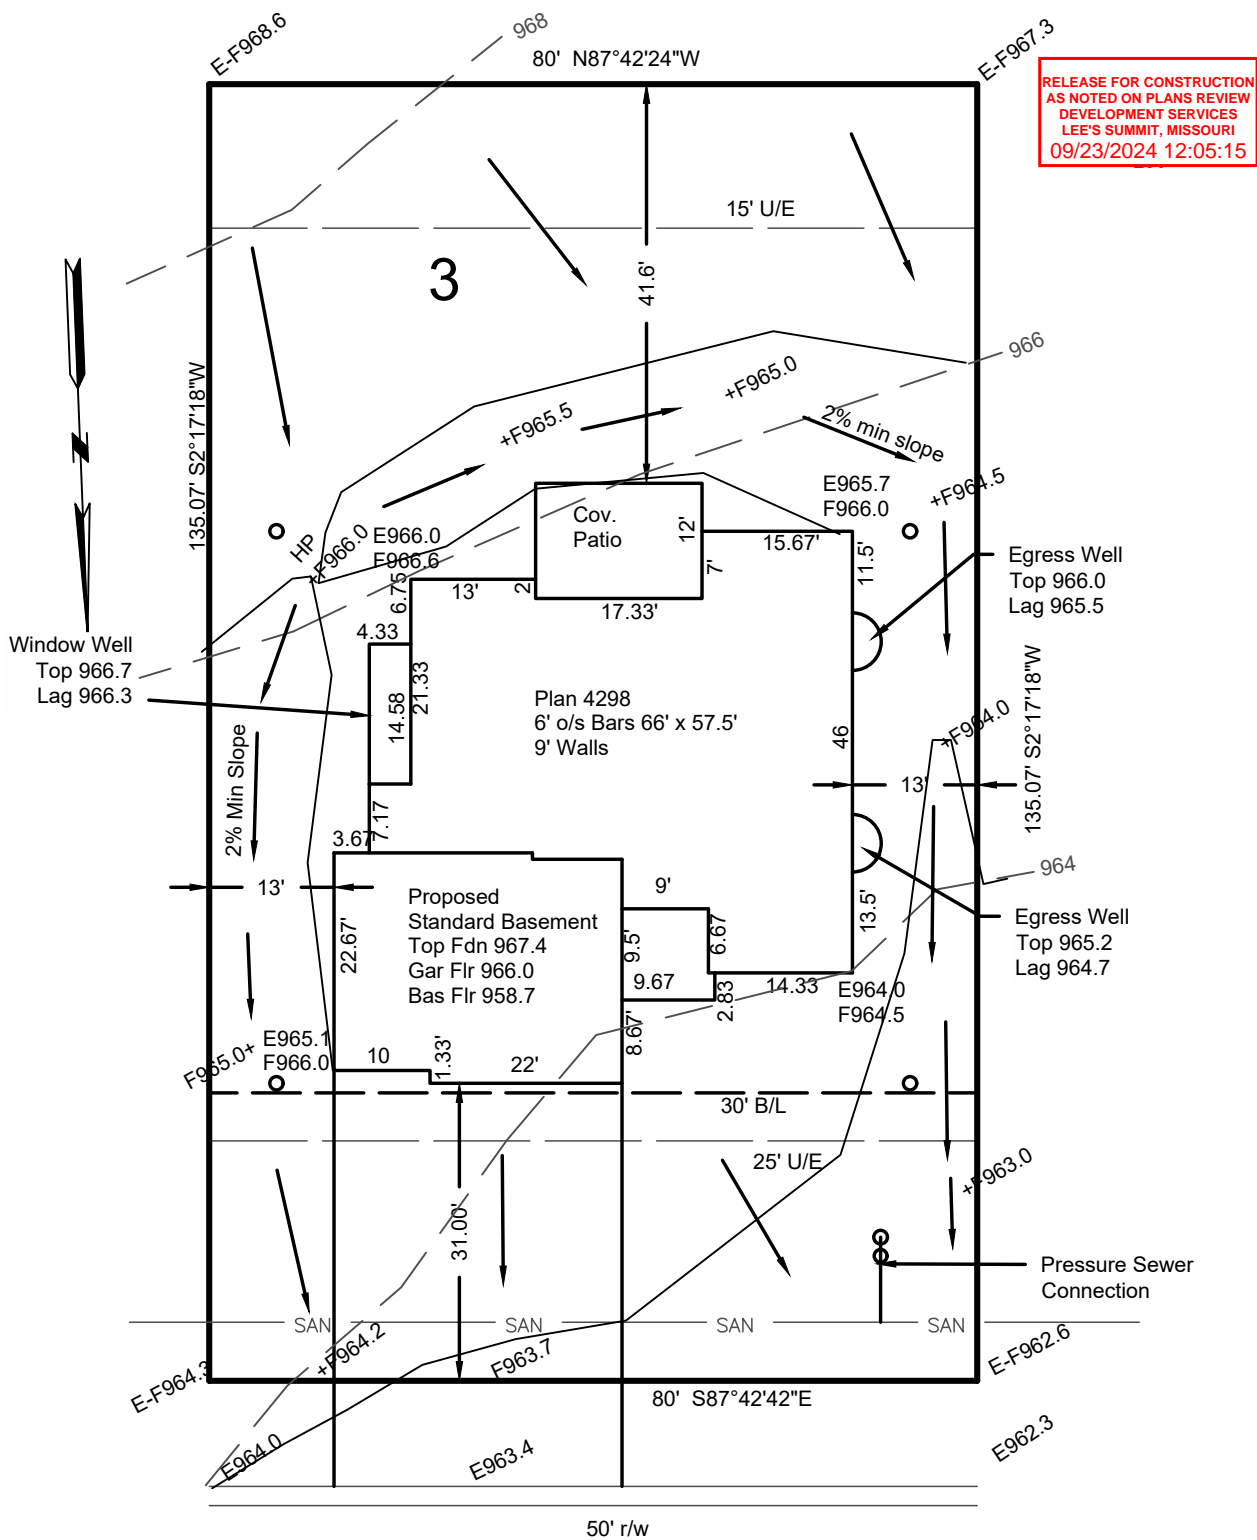 E-F968.6
968
80'  N87°42'24"W
E-F967.3
RELEASE FOR CONSTRUCTION
AS NOTED ON PLANS REVIEW
DEVELOPMENT SERVICES
LEE'S SUMMIT, MISSOURI
09/23/2024 12:05:15
15' U/E
3
41.6'
N
135.07' S2°17'18"W
966
+F965.0
+F965.5
2% min slope
+F964.5
E965.7
F966.0
HP
+F966.0
E966.0
F966.6
Cov.
Patio
12'
7'
15.67'
11.5'
6.75
13'
2
17.33'
Egress Well
Top 966.0
Lag 965.5
Window Well
Top 966.7
Lag 966.3
4.33
14.58
21.33
Plan 4298
6' o/s Bars 66' x 57.5'
9' Walls
46
+F964.0
135.07' S2°17'18"W
13'
2% Min Slope
7.17
3.67
13'
964
Proposed
Standard Basement
Top Fdn 967.4
Gar Flr 966.0
Bas Flr 958.7
22.67'
9'
9.5'
6.67
9.67
2.83
14.33
13.5'
E964.0
F964.5
Egress Well
Top 965.2
Lag 964.7
8.67'
F965.0+
E965.1
F966.0
10
1.33'
22'
30' B/L
25' U/E
31.00'
+F963.0
Pressure Sewer
Connection
SAN
SAN
SAN
SAN
E-F964.3
+F964.2
F963.7
E-F962.6
80'  S87°42'42"E
E964.0
E963.4
E962.3
50' r/w